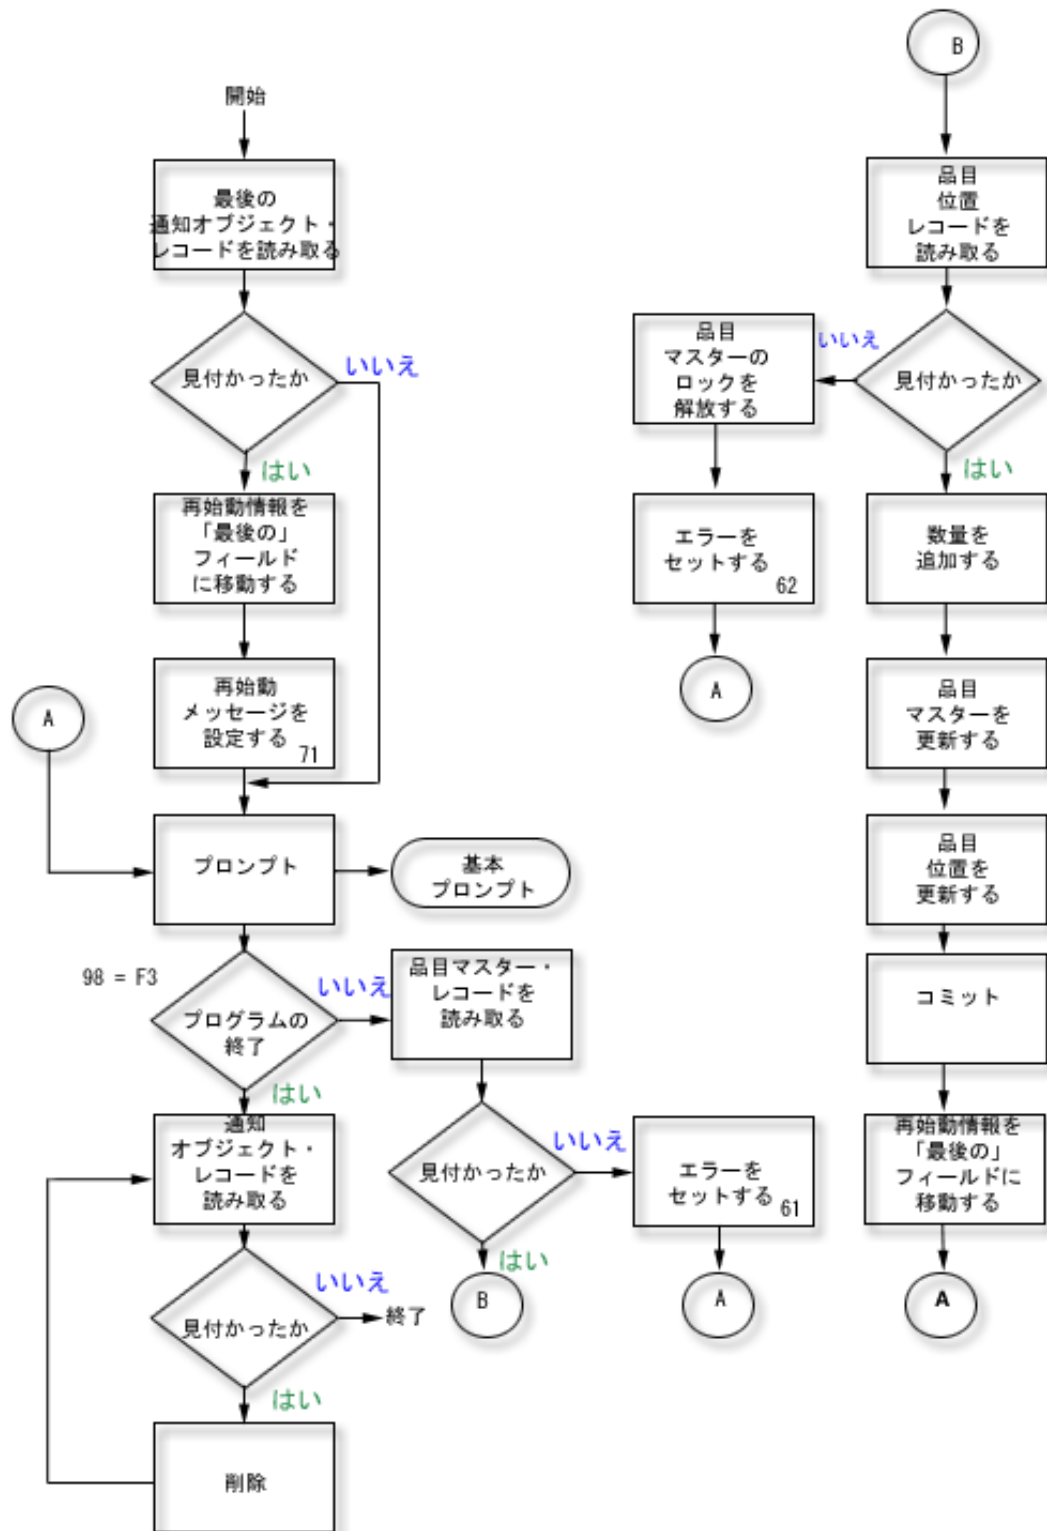 開始
最後の
通知オブジェクト・
レコードを読み取る
見付かったか
いいえ
はい
再始動情報を
「最後の」
フィールド
に移動する
再始動
メッセージを
設定する
71
A
プロンプト
基本
プロンプト
98 = F3
プログラムの
終了
いいえ
はい
品目マスター・
レコードを
読み取る
見付かったか
いいえ
はい
エラーを
セットする
61
B
A
通知
オブジェクト・
レコードを
読み取る
見付かったか
いいえ
終了
はい
削除
B
品目
位置
レコードを
読み取る
見付かったか
いいえ
はい
品目
マスターの
ロックを
解放する
エラーを
セットする
62
A
数量を
追加する
品目
マスターを
更新する
品目
位置を
更新する
コミット
再始動情報を
「最後の」
フィールドに
移動する
A